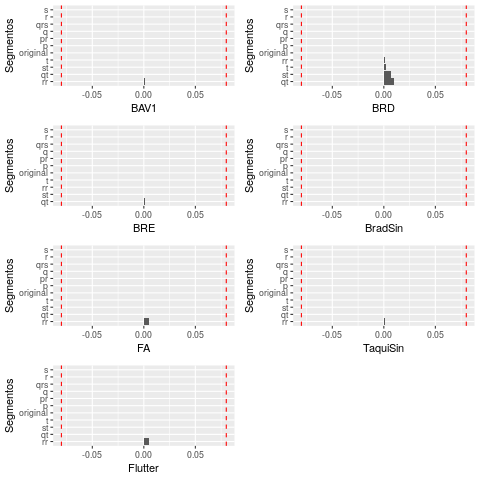 Segmentos
s
r
qrs
q
pr
p
original
t
st
qt
rr
-0.05
0.00
0.05
BAV1
Segmentos
s
r
qrs
q
pr
p
original
t
st
qt
rr
-0.05
0.00
0.05
BRD
Segmentos
s
r
qrs
q
pr
p
original
t
rr
st
qt
-0.05
0.00
0.05
BRE
Segmentos
s
r
qrs
q
pr
p
original
t
rr
st
qt
-0.05
0.00
0.05
BradSin
Segmentos
s
r
qrs
q
pr
p
original
t
st
qt
rr
-0.05
0.00
0.05
FA
Segmentos
s
r
qrs
q
pr
p
original
t
st
qt
rr
-0.05
0.00
0.05
TaquiSin
Segmentos
s
r
qrs
q
pr
p
original
t
st
qt
rr
-0.05
0.00
0.05
Flutter